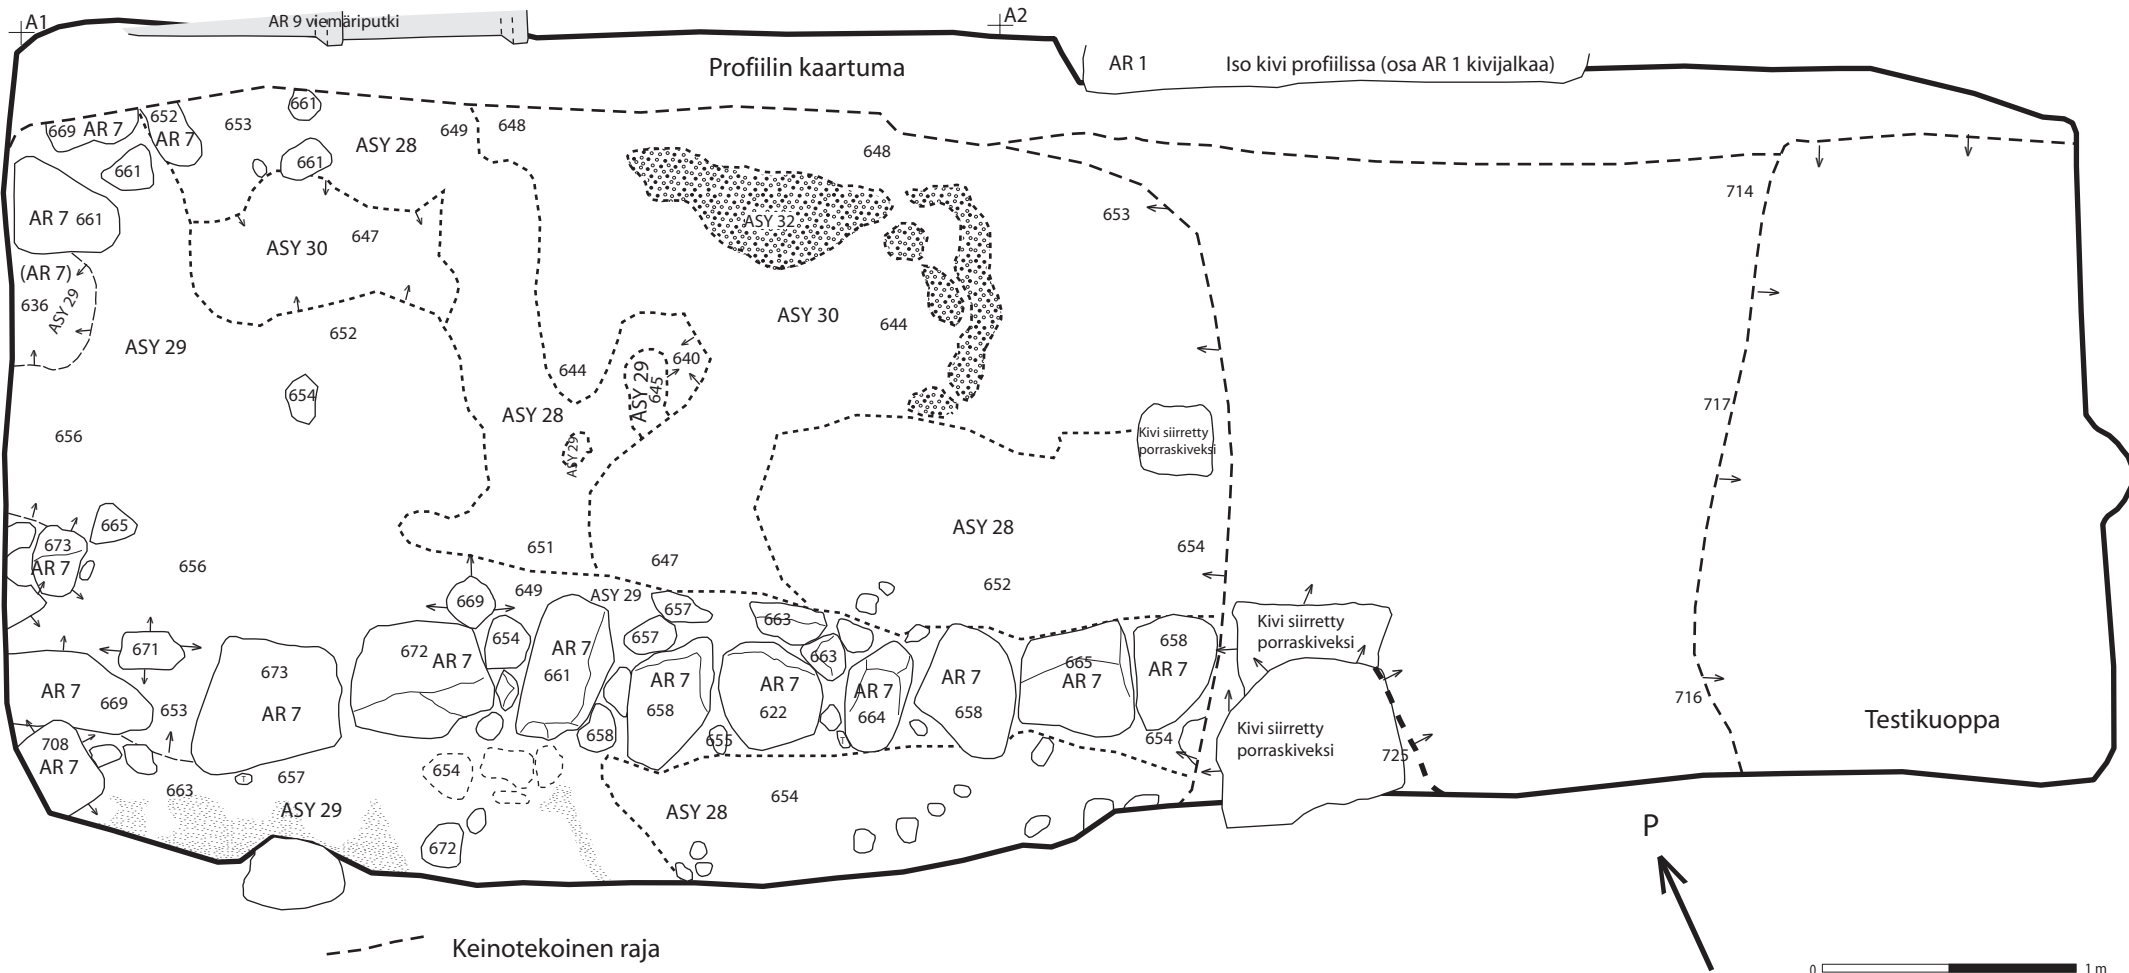 A1
AR 9 viemäriputki
A2
Profiilin kaartuma
AR 1
Iso kivi profiilissa (osa AR 1 kivijalkaa)
669 AR 7
652
AR 7
653
661
649
648
ASY 28
661
648
661
714
AR 7 661
ASY 32
653
ASY 30
647
(AR 7)
636
ASY 29
ASY 30
644
652
ASY 29
640
644
ASY 29
645
654
717
ASY 28
656
Kivi siirretty
porraskiveksi
ASY 29
665
ASY 28
673
AR 7
651
654
656
647
649
652
ASY 29
669
657
663
658
AR 7
Kivi siirretty
porraskiveksi
654
657
671
672
AR 7
AR 7
661
663
673
665
AR 7
AR 7
669
AR 7
658
AR 7
622
AR 7
664
AR 7
658
716
653
AR 7
Testikuoppa
708
AR 7
658
655
T
654
Kivi siirretty
porraskiveksi
725
657
T
654
663
654
ASY 29
ASY 28
P
672
Keinotekoinen raja
0
1 m